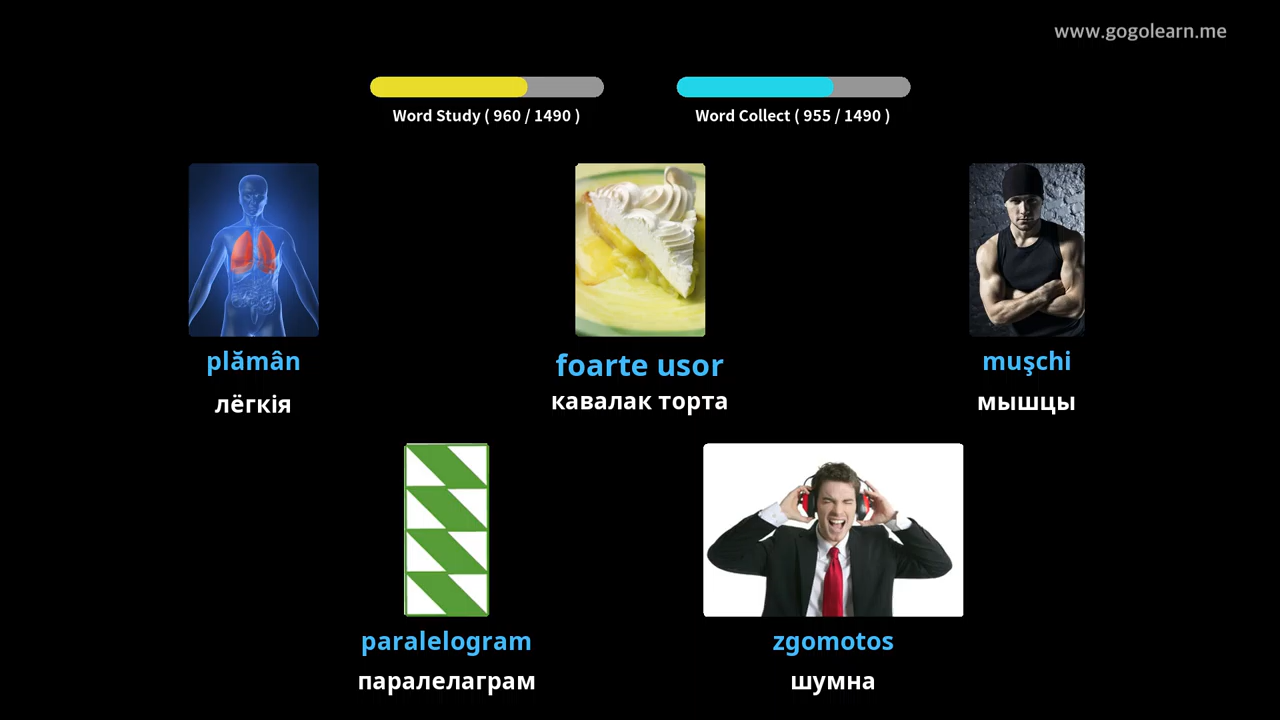 www.gogolearn.me
Word Study ( 960 / 1490 )
Word Collect ( 955 / 1490 )
plămân
foarte usor
muşchi
лёгкія
кавалак торта
мышцы
paralelogram
zgomotos
паралелаграм
шумна